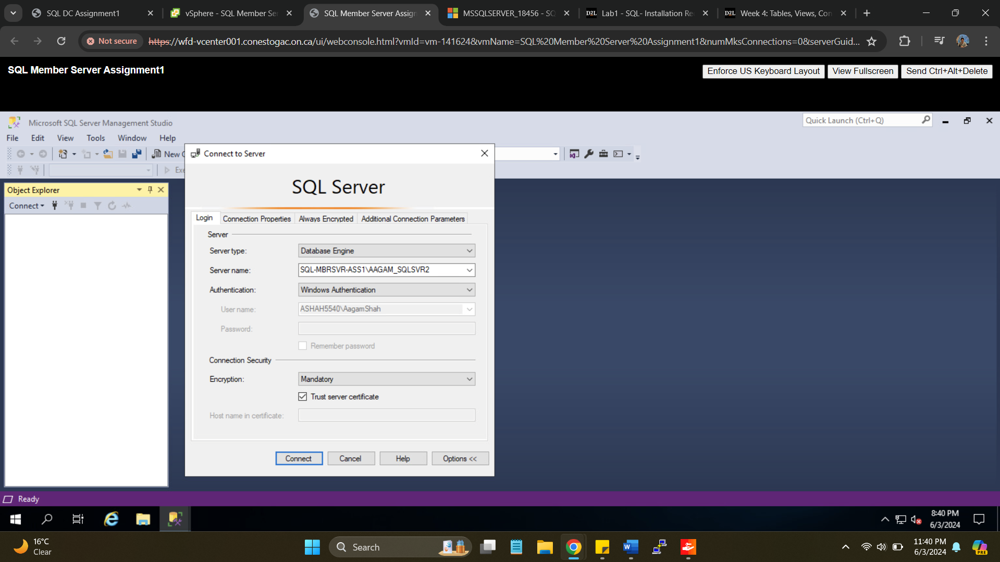 SQL DC Assignment1
vSphere - SQL Member Se
SQL Member Server Assign
MSSQLSERVER_18456 - SQ
D2L Lab1 - SQL- Installation Re
D2L Week 4: Tables, Views, Con
Not secure https://wfd-vcenter001.conestogac.on.ca/ui/webconsole.html?vmId=vm-141624&vmName=SQL%20Member%20Server%20Assignment1&numMksConnections=0&serverGuid...
SQL Member Server Assignment1
Enforce US Keyboard Layout View Fullscreen Send Ctrl+Alt+Delete
Microsoft SQL Server Management Studio
Quick Launch (Ctrl+Q)
File Edit View Tools Window Help
New
Exe
Object Explorer
Connect
Connect to Server
SQL Server
Login Connection Properties Always Encrypted Additional Connection Parameters
Server
Server type: Database Engine
Server name: SQL-MBRSVR-ASS1\AAGAM_SQLSVR2
Authentication: Windows Authentication
User name: ASHAH5540\AagamShah
Password:
Remember password
Connection Security
Encryption: Mandatory
Trust server certificate
Host name in certificate:
Connect Cancel Help Options <<
Ready
8:40 PM
6/3/2024
16°C
Clear
Search
11:40 PM
6/3/2024
PRE